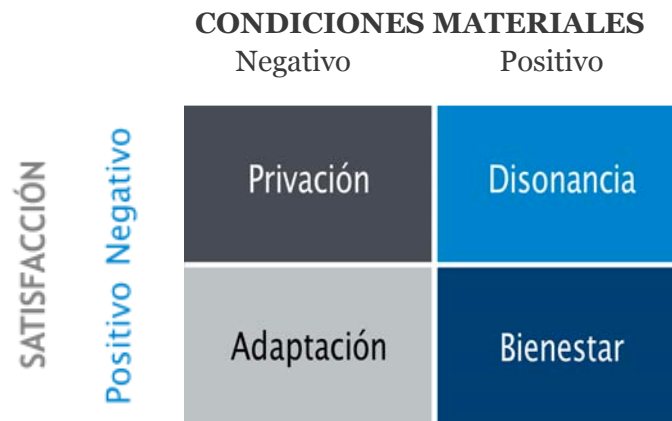 CONDICIONES MATERIALES
Negativo Positivo
SATISFACCIÓN
Negativo
Positivo
Privación Disonancia
Adaptación Bienestar